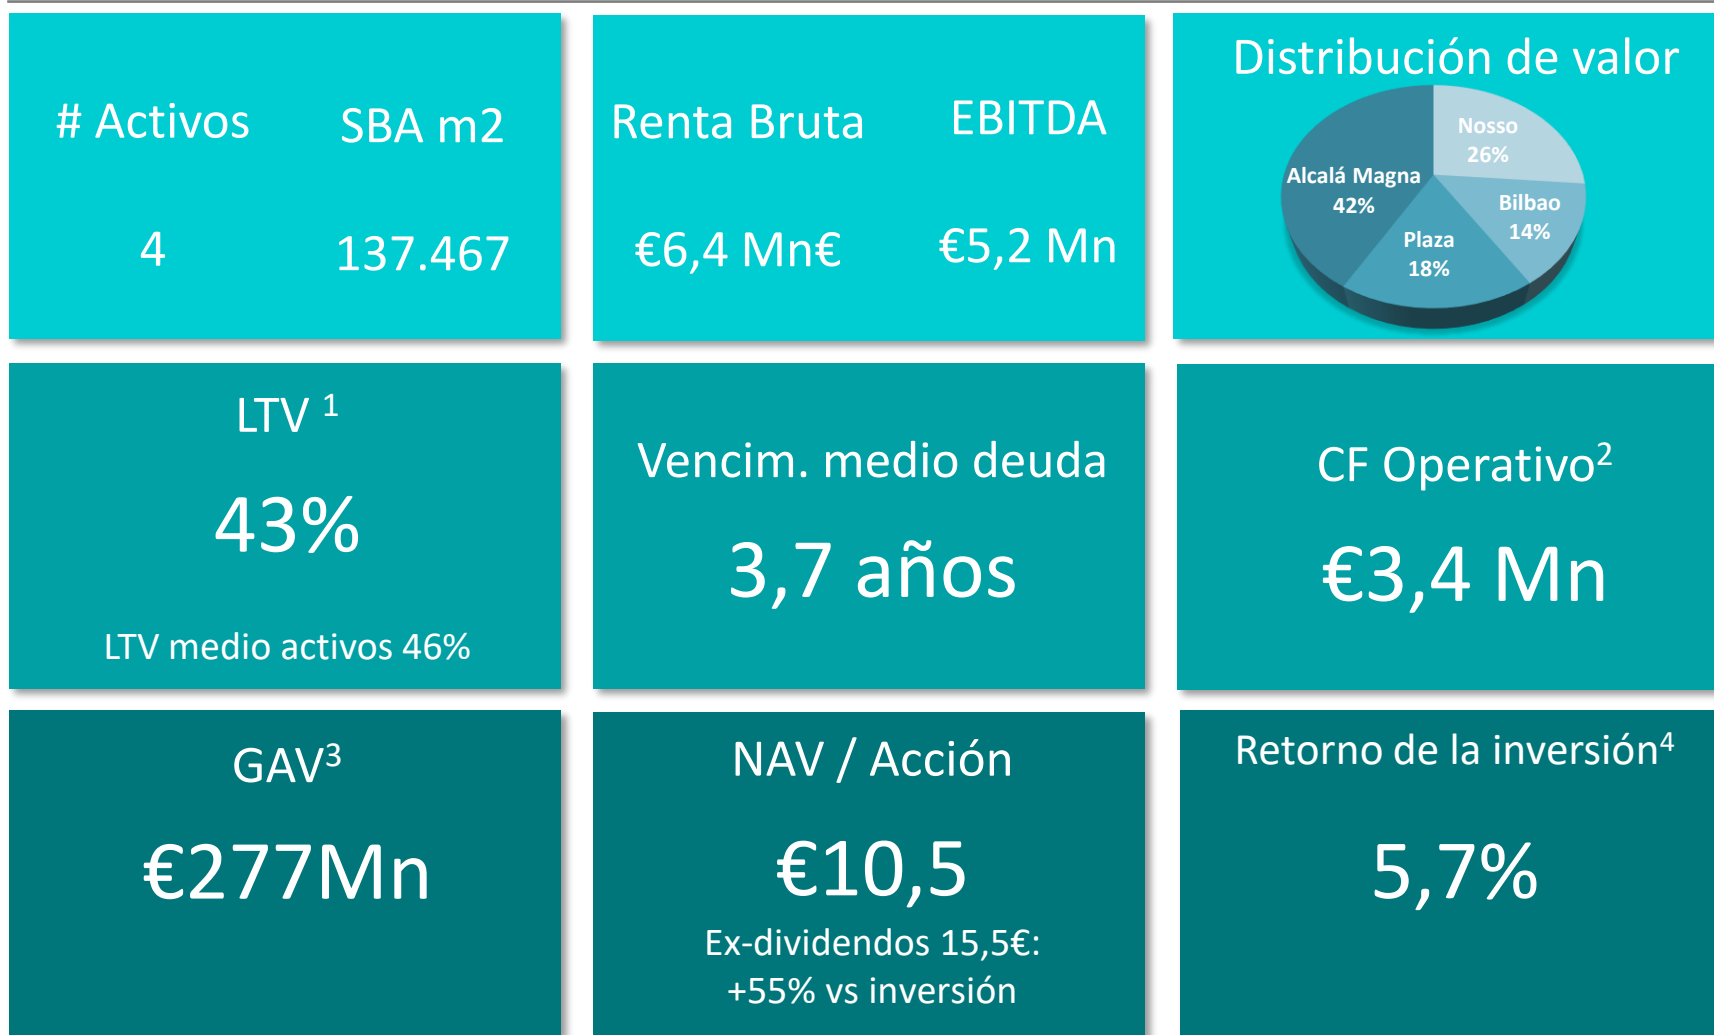 # Activos
SBA m2
4
137.467
Renta Bruta
EBITDA
€6,4 Mn€
€5,2 Mn
Distribución de valor
Nosso
26%
Alcalá Magna
42%
Bilbao
14%
Plaza
18%
LTV 1
43%
LTV medio activos 46%
Vencim. medio deuda
3,7 años
CF Operativo2
€3,4 Mn
GAV3
€277Mn
NAV / Acción
€10,5
Ex-dividendos 15,5€:
+55% vs inversión
Retorno de la inversión4
5,7%